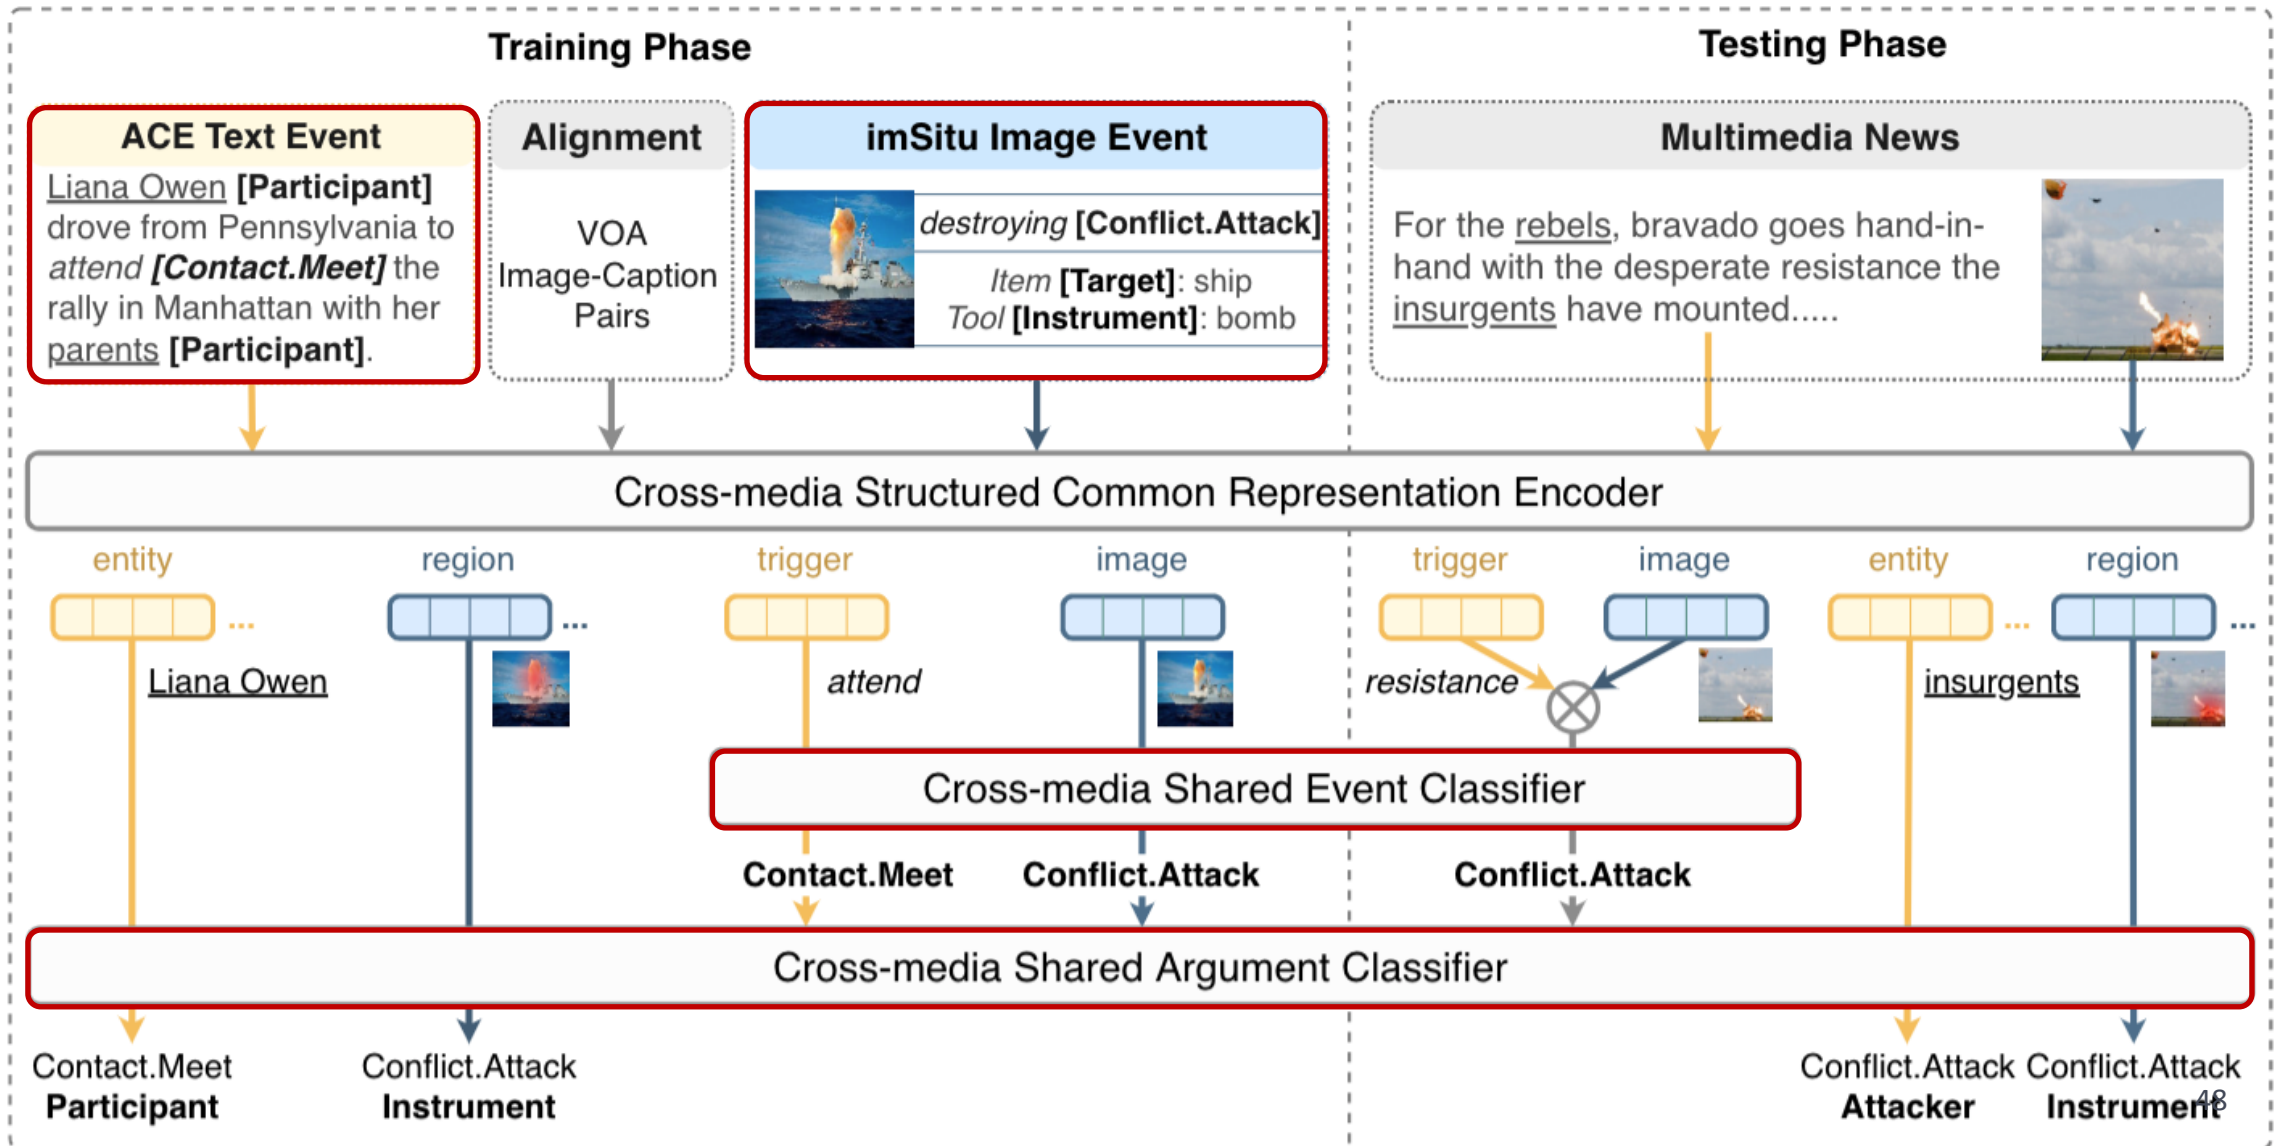 Training Phase
Testing Phase
ACE Text Event
Liana Owen [Participant]
drove from Pennsylvania to
attend [Contact.Meet] the
rally in Manhattan with her
parents [Participant].
Alignment
VOA
Image-Caption
Pairs
imSitu Image Event
destroying [Conflict.Attack]
Item [Target]: ship
Tool [Instrument]: bomb
Multimedia News
For the rebels, bravado goes hand-in-
hand with the desperate resistance the
insurgents have mounted.....
Cross-media Structured Common Representation Encoder
entity
region
trigger
image
trigger
image
entity
region
...
...
...
...
Liana Owen
attend
resistance
insurgents
Cross-media Shared Event Classifier
Contact.Meet
Conflict.Attack
Conflict.Attack
Cross-media Shared Argument Classifier
Contact.Meet
Participant
Conflict.Attack
Instrument
Conflict.Attack
Attacker
Conflict.Attack
Instrument
48